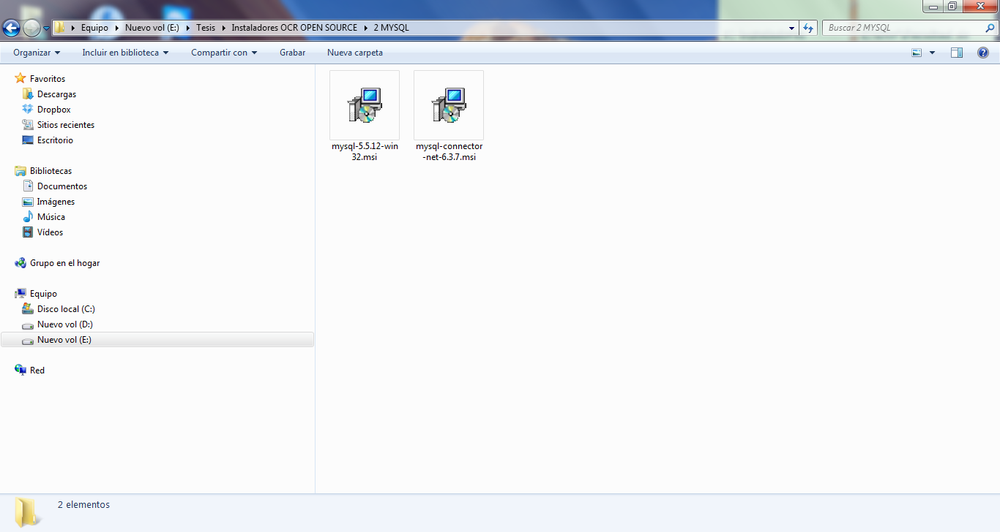 Equipo Nuevo vol (E:) Tesis Instaladores OCR OPEN SOURCE 2 MYSQL
Buscar 2 MYSQL
Organizar Incluir en biblioteca Compartir con Grabar Nueva carpeta
Favoritos
Descargas
Dropbox
Sitios recientes
Escritorio
Bibliotecas
Documentos
Imágenes
Música
Vídeos
Grupo en el hogar
Equipo
Disco local (C:)
Nuevo vol (D:)
Nuevo vol (E:)
Red
mysql-5.5.12-win
32.msi
mysql-connector
-net-6.3.7.msi
2 elementos